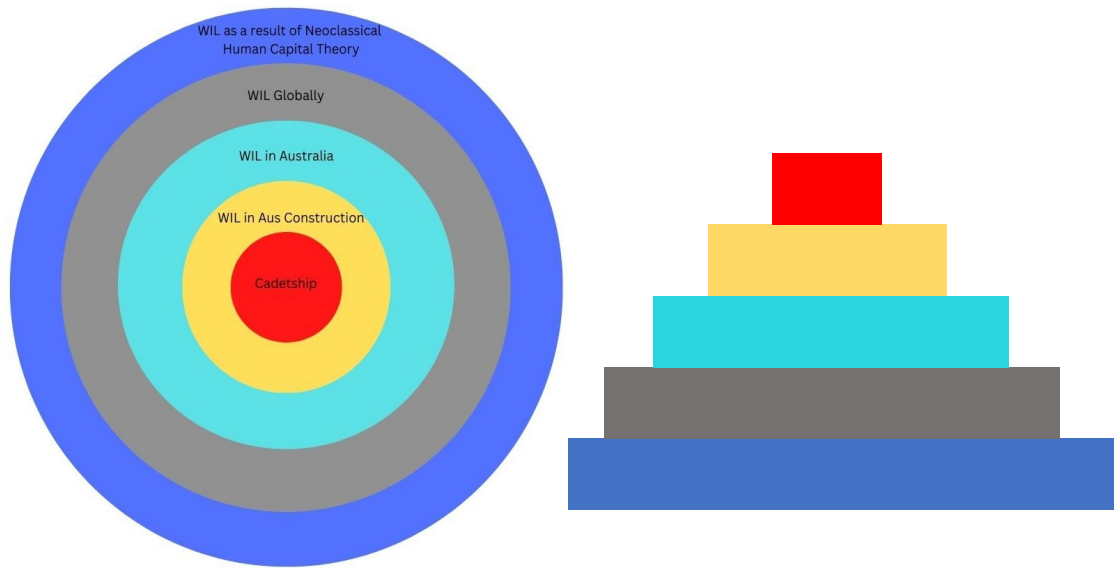 WIL as a result of Neoclassical
Human Capital Theory
WIL Globally
WIL in Australia
WIL in Aus Construction
Cadetship